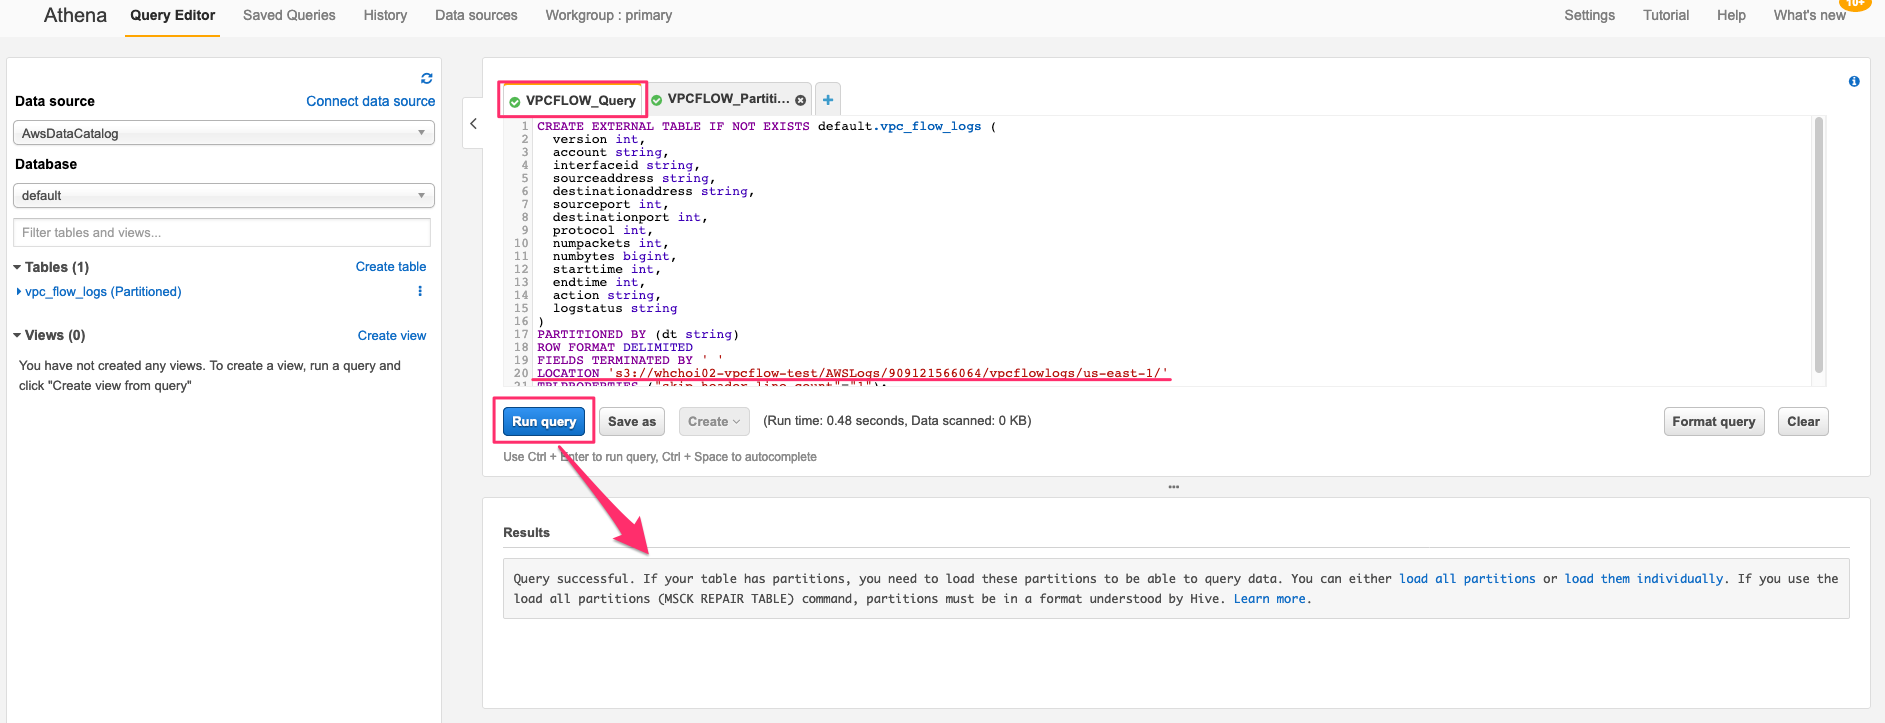 Athena Query Editor Saved Queries History Data sources Workgroup : primary Settings Tutorial Help What's new 10+
Data source Connect data source
AwsDataCatalog
Database
default
Filter tables and views...
Tables (1) Create table
vpc_flow_logs (Partitioned)
Views (0) Create view
You have not created any views. To create a view, run a query and
click "Create view from query"
VPCFLOW_Query VPCFLOW_Partiti...
1 CREATE EXTERNAL TABLE IF NOT EXISTS default.vpc_flow_logs (
2 version int,
3 account string,
4 interfaceid string,
5 sourceaddress string,
6 destinationaddress string,
7 sourceport int,
8 destinationport int,
9 protocol int,
10 numpackets int,
11 numbytes bigint,
12 starttime int,
13 endtime int,
14 action string,
15 logstatus string
16 )
17 PARTITIONED BY (dt string)
18 ROW FORMAT DELIMITED
19 FIELDS TERMINATED BY ' '
20 LOCATION 's3://whchoi02-vpcflow-test/AWSLogs/909121566064/vpcflowlogs/us-east-1/'
21 TBLPROPERTIES ("skip.header.line.count"="1");
Run query Save as Create (Run time: 0.48 seconds, Data scanned: 0 KB) Format query Clear
Use Ctrl + Enter to run query, Ctrl + Space to autocomplete
Results
Query successful. If your table has partitions, you need to load these partitions to be able to query data. You can either load all partitions or load them individually. If you use the
load all partitions (MSCK REPAIR TABLE) command, partitions must be in a format understood by Hive. Learn more.